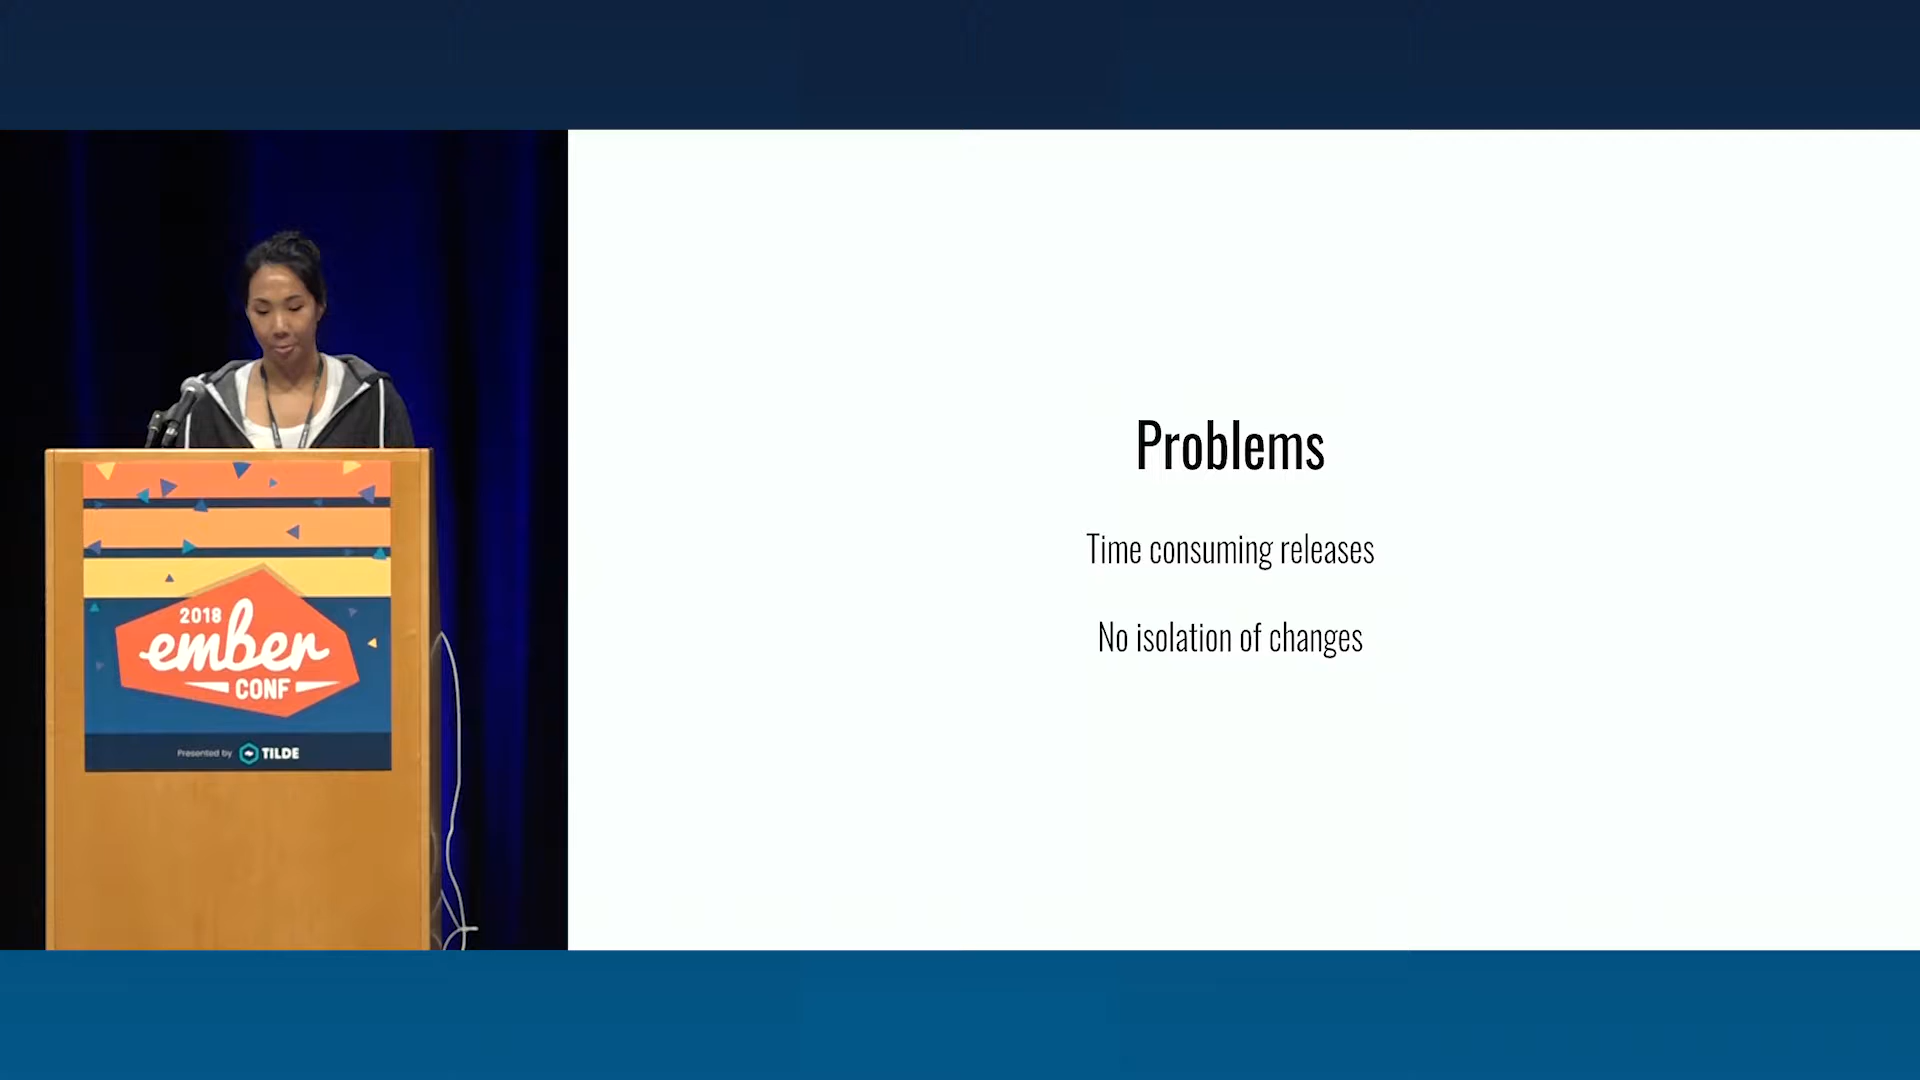 2018
ember
CONF
Presented by TILDE
Problems
Time consuming releases
No isolation of changes